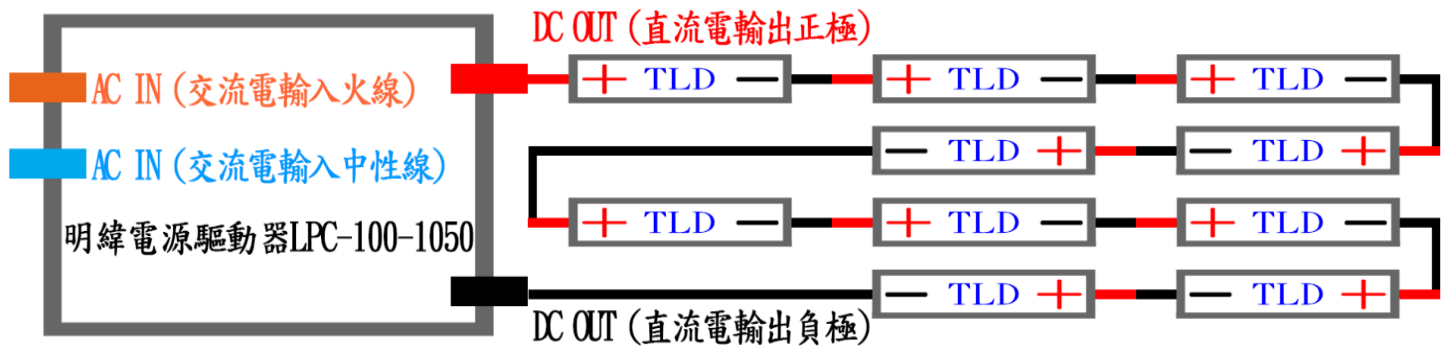 DC OUT (直流電輸出正極)
AC IN (交流電輸入火線)
+ TLD − + TLD − + TLD −
AC IN (交流電輸入中性線)
− TLD + − TLD +
明緯電源驅動器LPC-100-1050
+ TLD − + TLD − + TLD −
− TLD + − TLD +
DC OUT (直流電輸出負極)